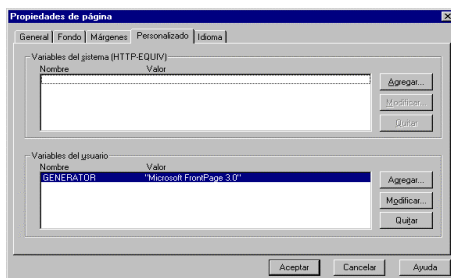 Propiedades de página
General Fondo Márgenes Personalizado Idioma
Variables del sistema (HTTP-EQUIV)
Nombre Valor
Agregar...
Modificar...
Quitar
Variables del usuario
Nombre Valor
GENERATOR "Microsoft FrontPage 3.0"
Agregar...
Modificar...
Quitar
Aceptar Cancelar Ayuda